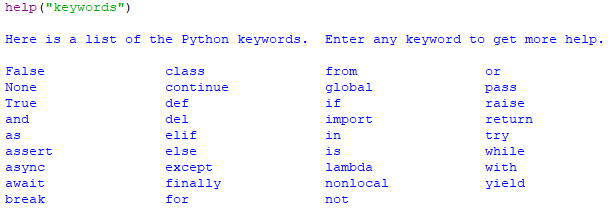 help("keywords")
Here is a list of the Python keywords.  Enter any keyword to get more help.
False               class               from                or
None                continue            global              pass
True                def                 if                  raise
and                 del                 import              return
as                  elif                in                  try
assert              else                is                  while
async               except              lambda              with
await               finally             nonlocal            yield
break               for                 not